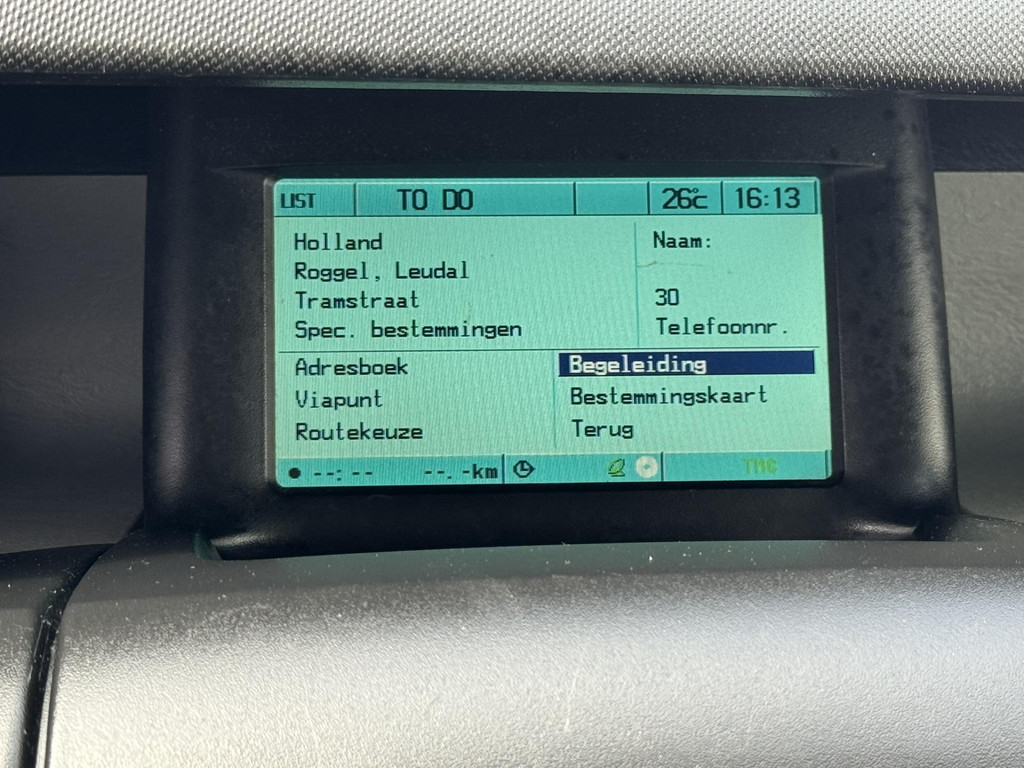 LIST TO DO 26°C 16:13
Holland Naam:
Roggel, Leudal
Tramstraat 30
Spec. bestemmingen Telefoonnr.
Adresboek Begeleiding
Viapunt Bestemmingskaart
Routekeuze Terug
--:-- --.-km TMC